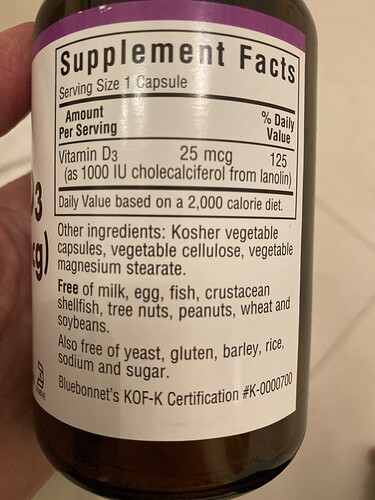 Supplement Facts
Serving Size 1 Capsule
Amount
Per Serving
% Daily
Value
Vitamin D3 25 mcg 125
(as 1000 IU cholecalciferol from lanolin)
Daily Value based on a 2,000 calorie diet.
Other ingredients: Kosher vegetable
capsules, vegetable cellulose, vegetable
magnesium stearate.
Free of milk, egg, fish, crustacean
shellfish, tree nuts, peanuts, wheat and
soybeans.
Also free of yeast, gluten, barley, rice,
sodium and sugar.
Bluebonnet's KOF-K Certification #K-0000700
3
cg)